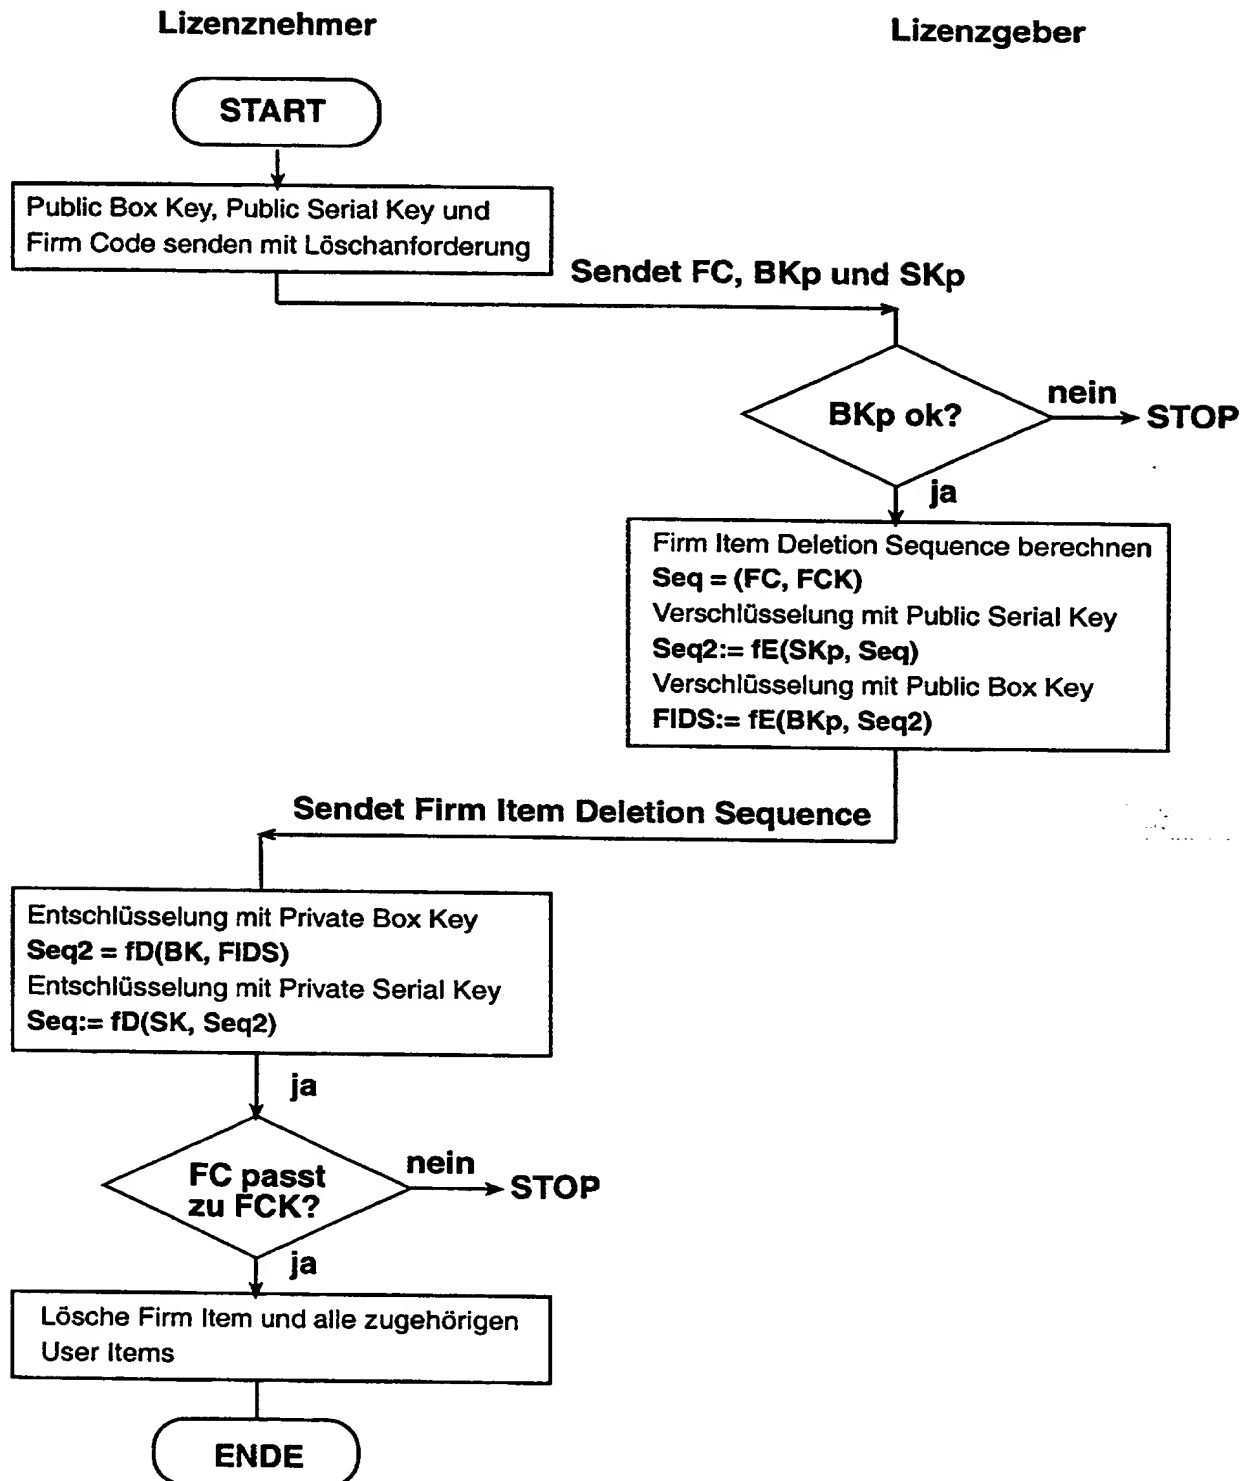 Lizenznehmer
Lizenzgeber
START
Public Box Key, Public Serial Key und
Firm Code senden mit Löschanforderung
Sendet FC, BKp und SKp
BKp ok?
nein
STOP
ja
Firm Item Deletion Sequence berechnen
Seq = (FC, FCK)
Verschlüsselung mit Public Serial Key
Seq2:= fE(SKp, Seq)
Verschlüsselung mit Public Box Key
FIDS:= fE(BKp, Seq2)
Sendet Firm Item Deletion Sequence
Entschlüsselung mit Private Box Key
Seq2 = fD(BK, FIDS)
Entschlüsselung mit Private Serial Key
Seq:= fD(SK, Seq2)
ja
FC passt
zu FCK?
nein
STOP
ja
Lösche Firm Item und alle zugehörigen
User Items
ENDE